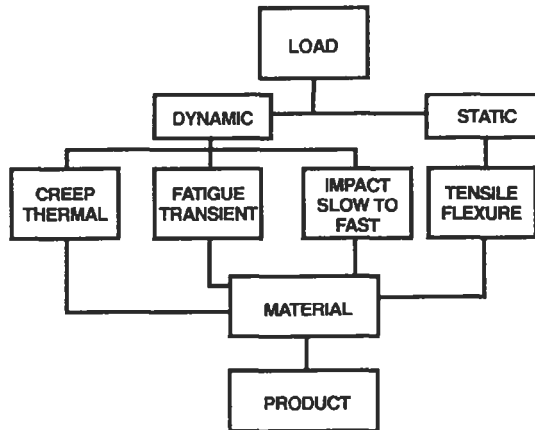 LOAD
DYNAMIC
STATIC
CREEP
THERMAL
FATIGUE
TRANSIENT
IMPACT
SLOW TO
FAST
TENSILE
FLEXURE
MATERIAL
PRODUCT